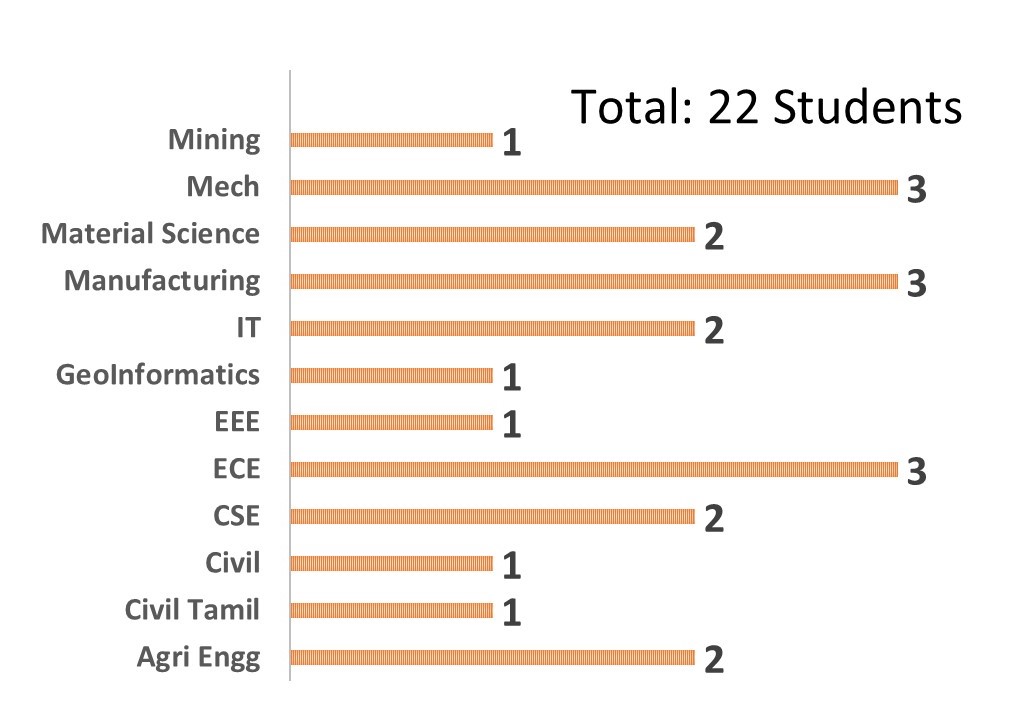 Total: 22 Students
Mining 1
Mech 3
Material Science 2
Manufacturing 3
IT 2
GeoInformatics 1
EEE 1
ECE 3
CSE 2
Civil 1
Civil Tamil 1
Agri Engg 2